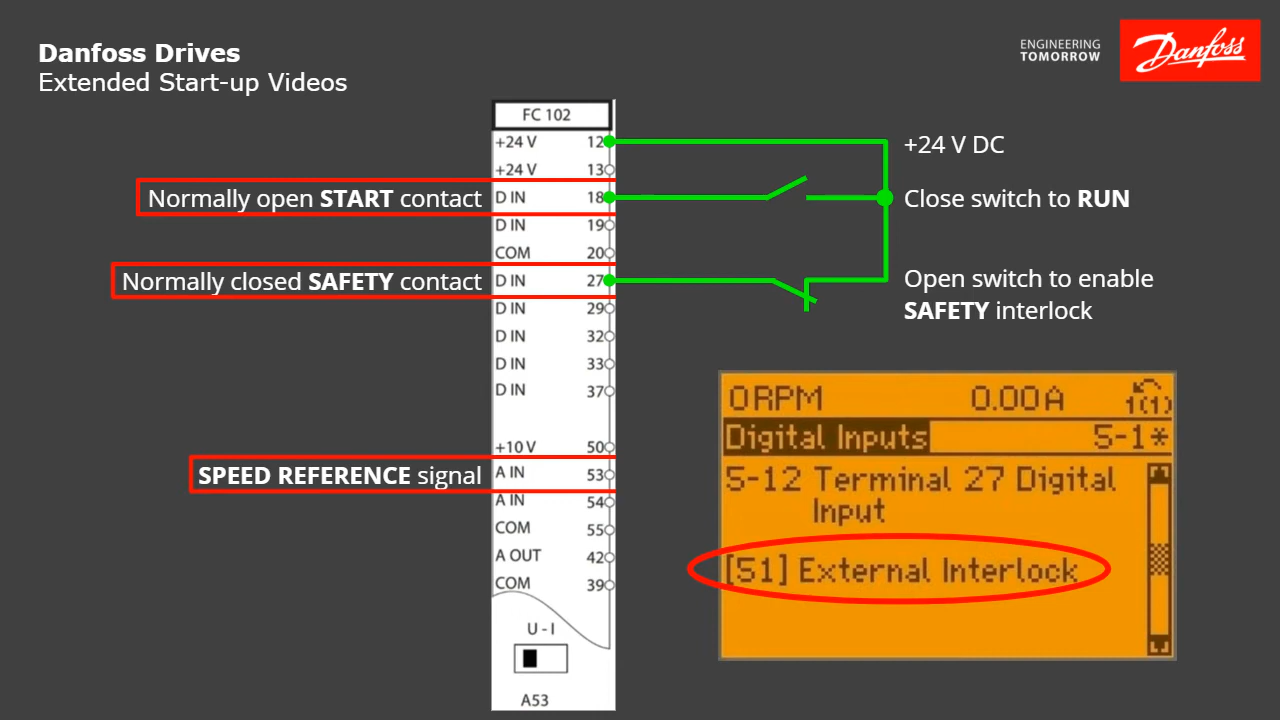 Danfoss Drives
Extended Start-up Videos
ENGINEERING
TOMORROW
Danfoss
FC 102
+24 V 12
+24 V 13
D IN 18
D IN 19
COM 20
D IN 27
D IN 29
D IN 32
D IN 33
D IN 37
+10 V 50
A IN 53
A IN 54
COM 55
A OUT 42
COM 39
U - I
A53
Normally open START contact
Normally closed SAFETY contact
SPEED REFERENCE signal
+24 V DC
Close switch to RUN
Open switch to enable
SAFETY interlock
0RPM 0.00A 1(1)
Digital Inputs 5-1*
5-12 Terminal 27 Digital
Input
[51] External Interlock